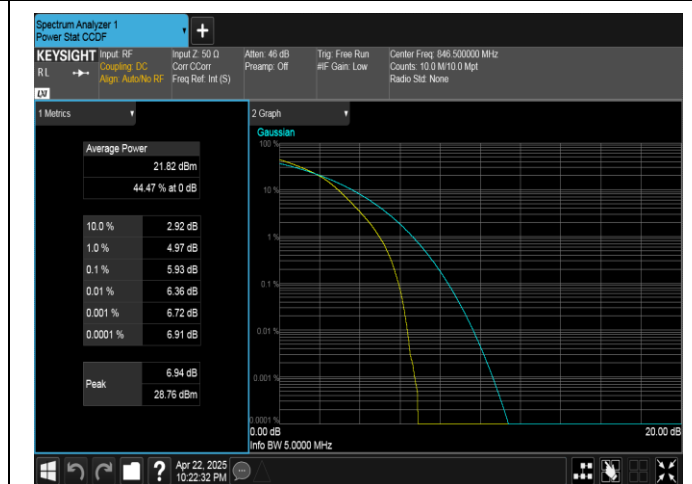 Spectrum Analyzer 1
Power Stat CCDF
+
KEYSIGHT
RL
LXI
Input: RF
Coupling: DC
Align: Auto/No RF
Input Z: 50 Ω
Corr CCorr
Freq Ref: Int (S)
Atten: 46 dB
Preamp: Off
Trig: Free Run
#IF Gain: Low
Center Freq: 846.500000 MHz
Counts: 10.0 M/10.0 Mpt
Radio Std: None
1 Metrics
Average Power
21.82 dBm
44.47 % at 0 dB
10.0 % 2.92 dB
1.0 % 4.97 dB
0.1 % 5.93 dB
0.01 % 6.36 dB
0.001 % 6.72 dB
0.0001 % 6.91 dB
Peak
6.94 dB
28.76 dBm
2 Graph
Gaussian
100 %
10 %
1 %
0.1 %
0.01 %
0.001 %
0.0001 %
0.00 dB
20.00 dB
Info BW 5.0000 MHz
?
Apr 22, 2025
10:22:32 PM